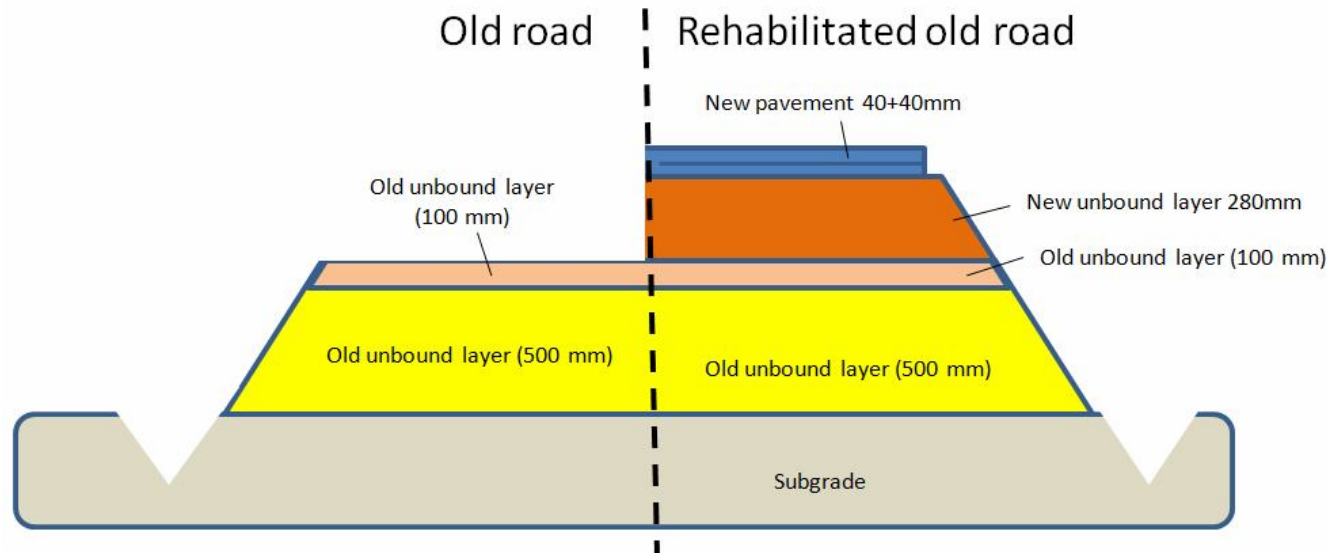 Old road
Rehabilitated old road
New pavement 40+40mm
Old unbound layer
(100 mm)
New unbound layer 280mm
Old unbound layer (100 mm)
Old unbound layer (500 mm)
Old unbound layer (500 mm)
Subgrade